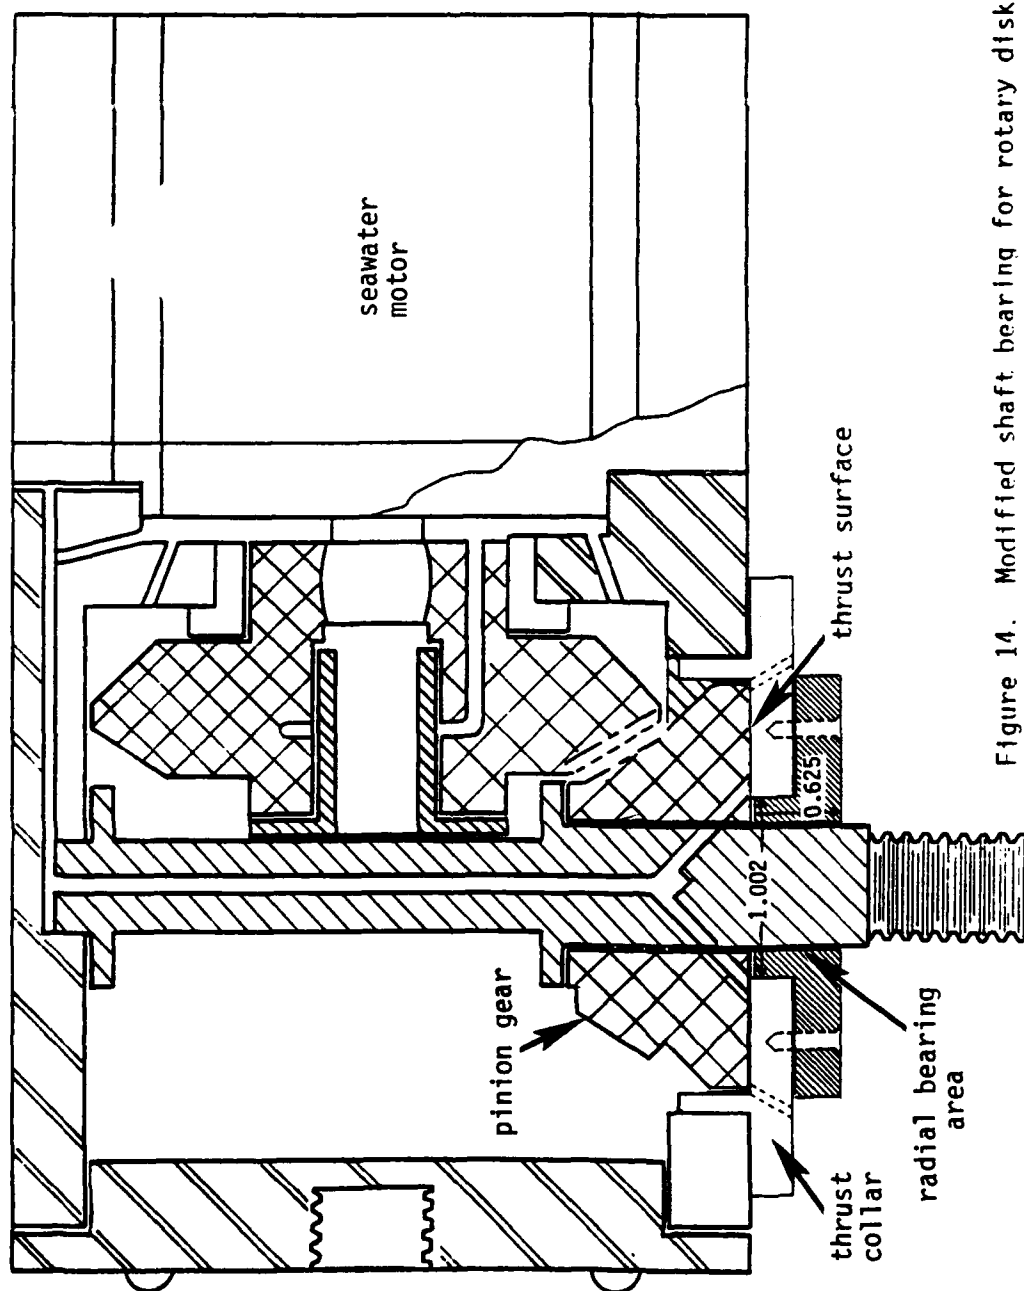 seawater
motor
thrust surface
0.625
1.002
pinion gear
radial bearing
area
thrust
collar
Figure 14. Modified shaft bearing for rotary disk